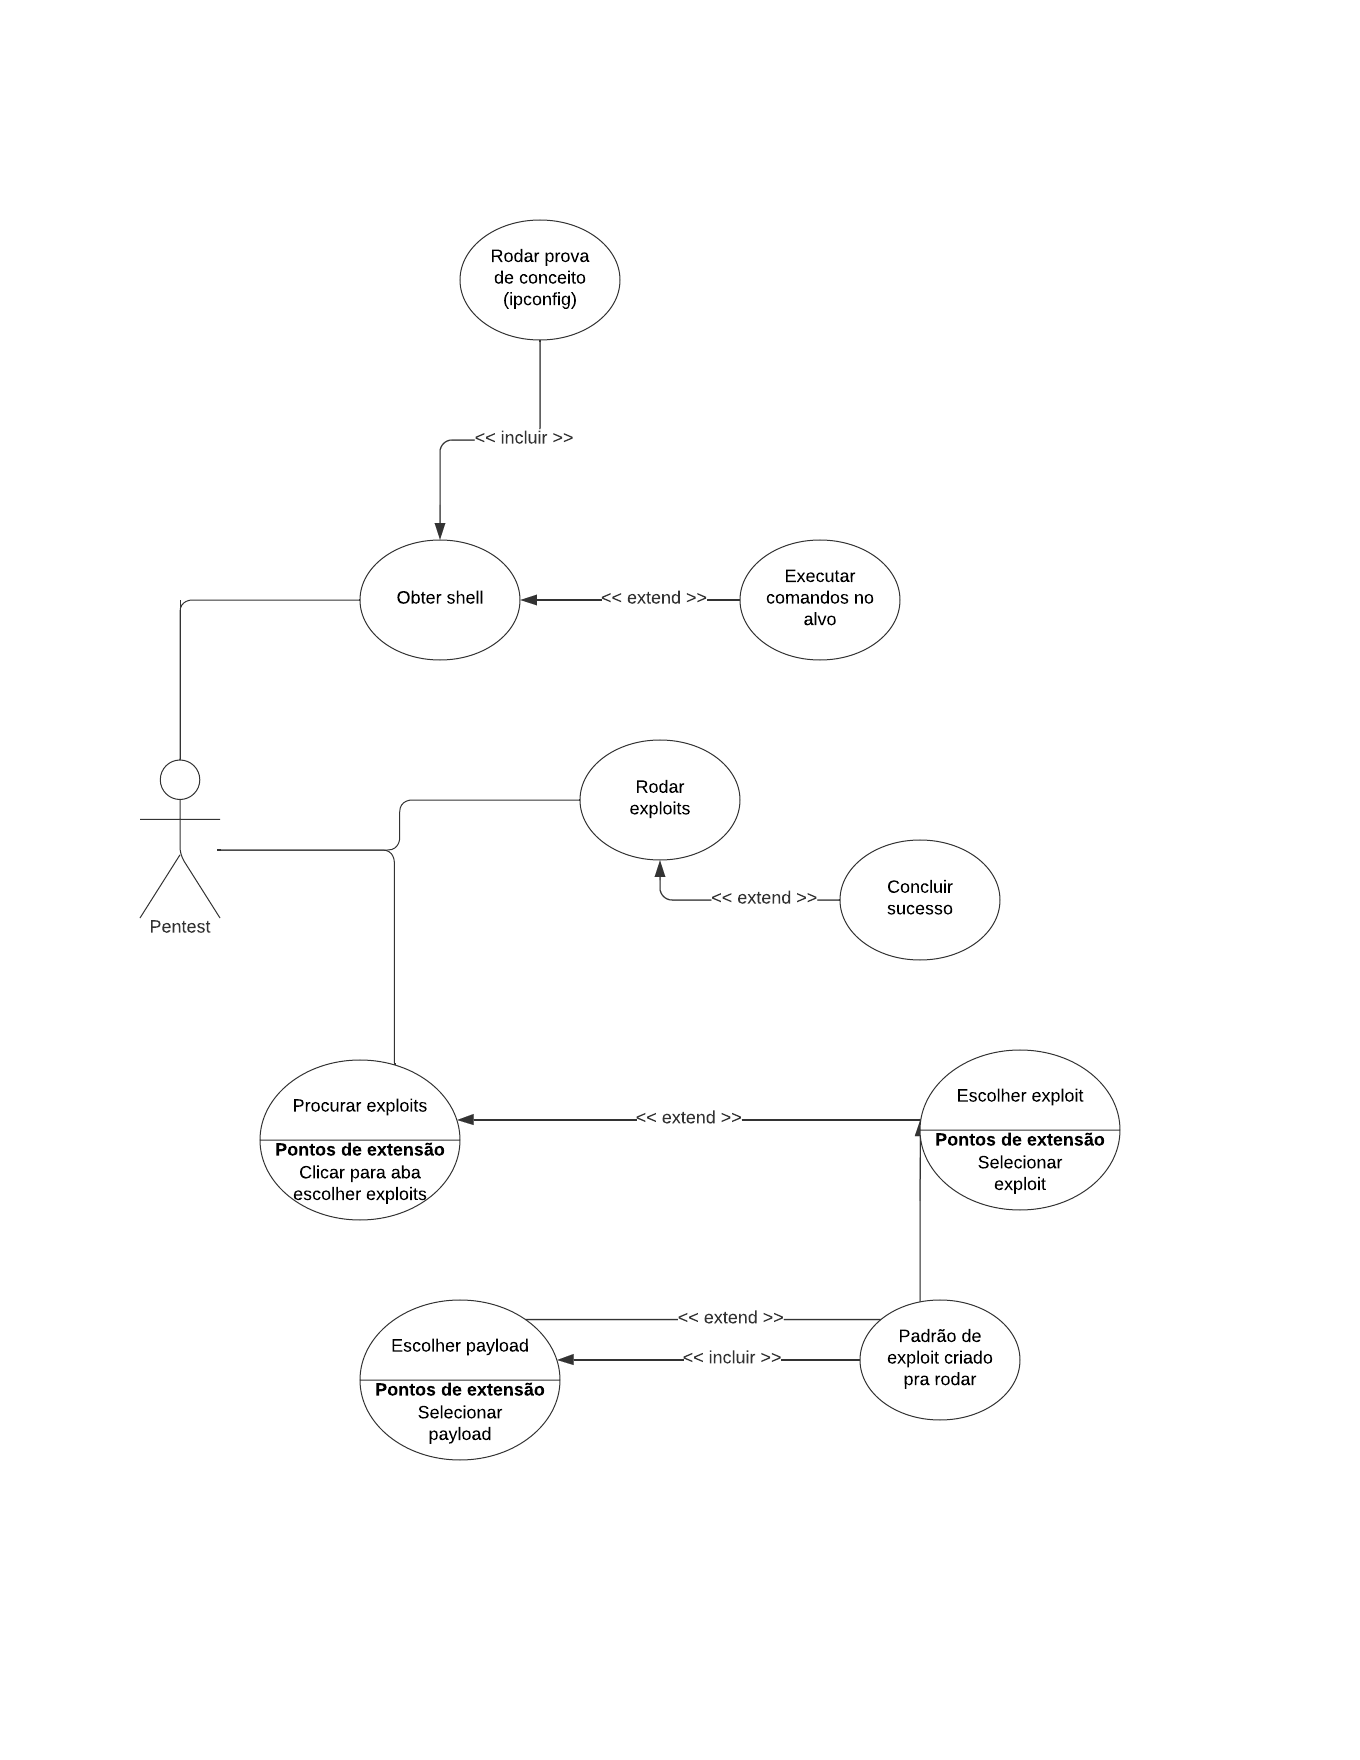 Rodar prova
de conceito
(ipconfig)
<< incluir >>
Obter shell
<< extend >>
Executar
comandos no
alvo
Rodar
exploits
<< extend >>
Concluir
sucesso
Pentest
Procurar exploits
Pontos de extensão
Clicar para aba
escolher exploits
<< extend >>
Escolher exploit
Pontos de extensão
Selecionar
exploit
Escolher payload
Pontos de extensão
Selecionar
payload
<< extend >>
<< incluir >>
Padrão de
exploit criado
pra rodar